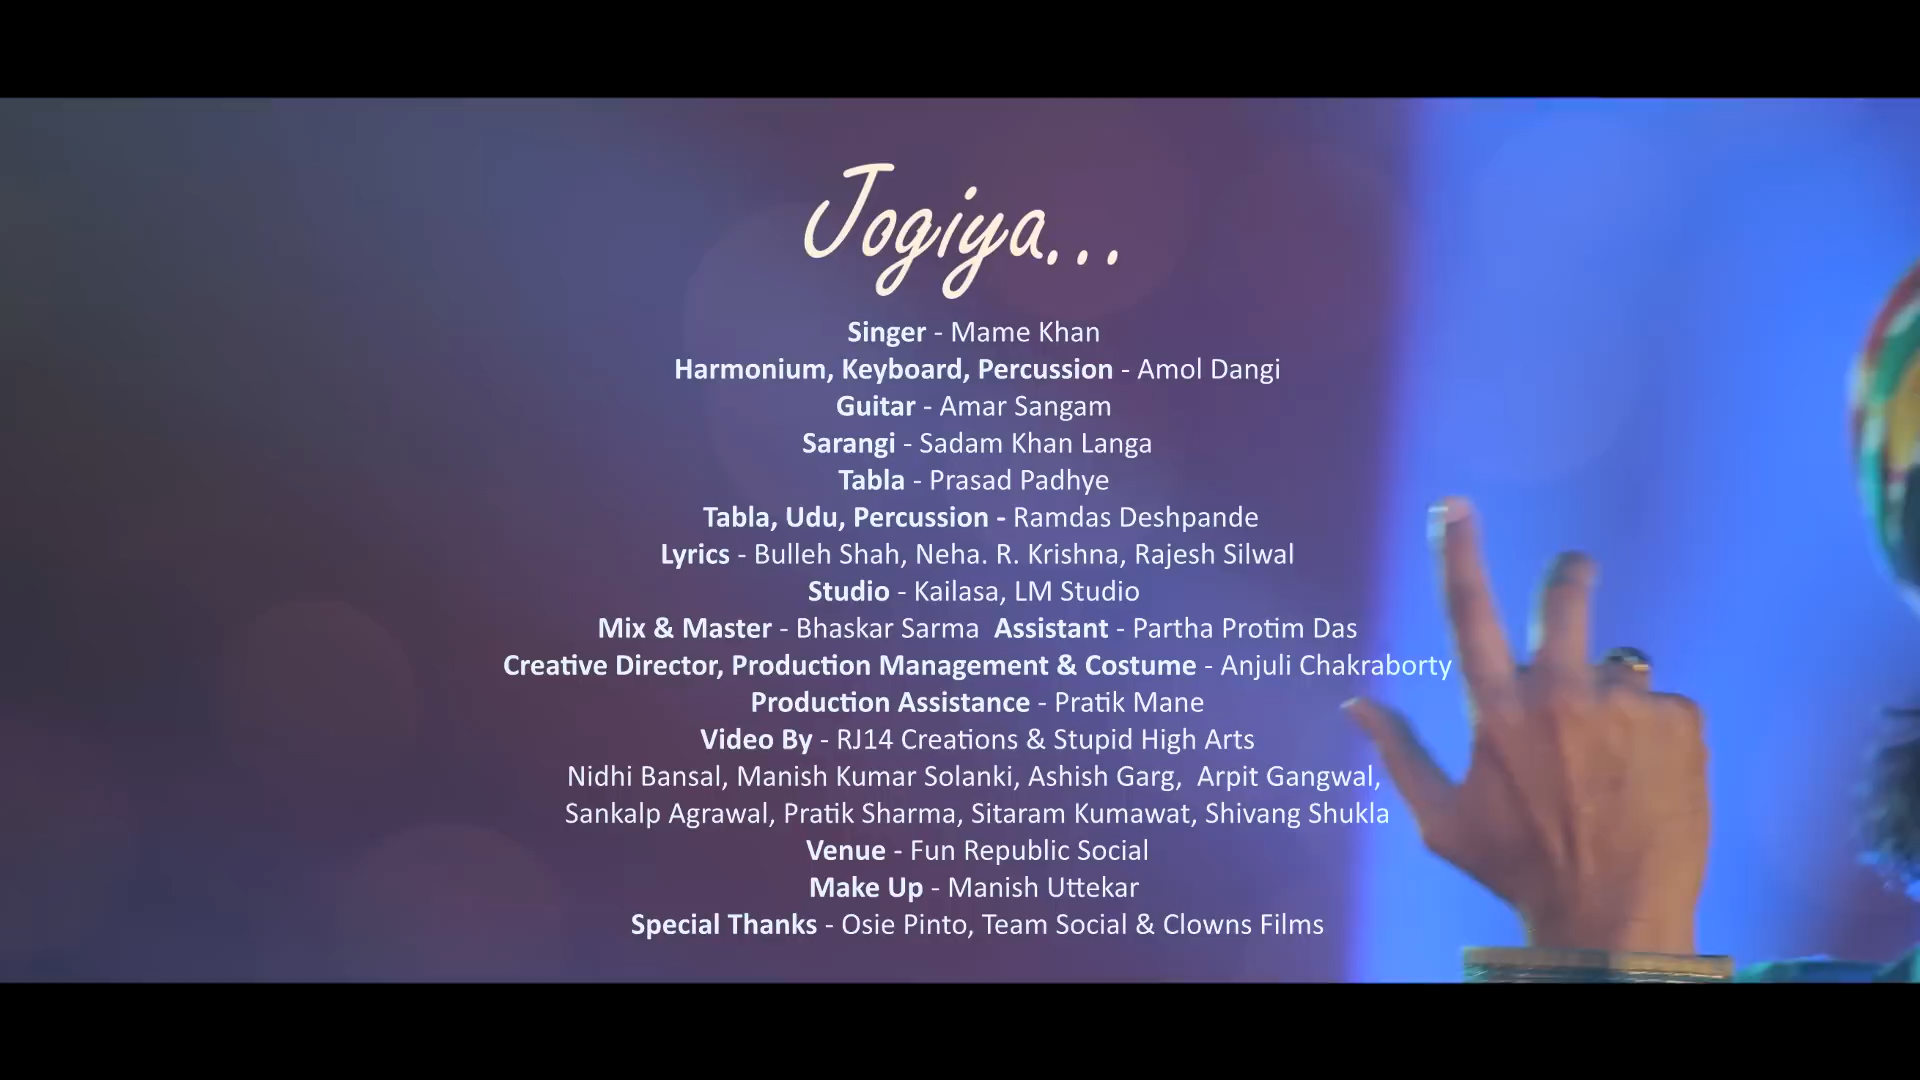 Jogiya...
Singer - Mame Khan
Harmonium, Keyboard, Percussion - Amol Dangi
Guitar - Amar Sangam
Sarangi - Sadam Khan Langa
Tabla - Prasad Padhye
Tabla, Udu, Percussion - Ramdas Deshpande
Lyrics - Bulleh Shah, Neha. R. Krishna, Rajesh Silwal
Studio - Kailasa, LM Studio
Mix & Master - Bhaskar Sarma  Assistant - Partha Protim Das
Creative Director, Production Management & Costume - Anjuli Chakraborty
Production Assistance - Pratik Mane
Video By - RJ14 Creations & Stupid High Arts
Nidhi Bansal, Manish Kumar Solanki, Ashish Garg,  Arpit Gangwal,
Sankalp Agrawal, Pratik Sharma, Sitaram Kumawat, Shivang Shukla
Venue - Fun Republic Social
Make Up - Manish Uttekar
Special Thanks - Osie Pinto, Team Social & Clowns Films